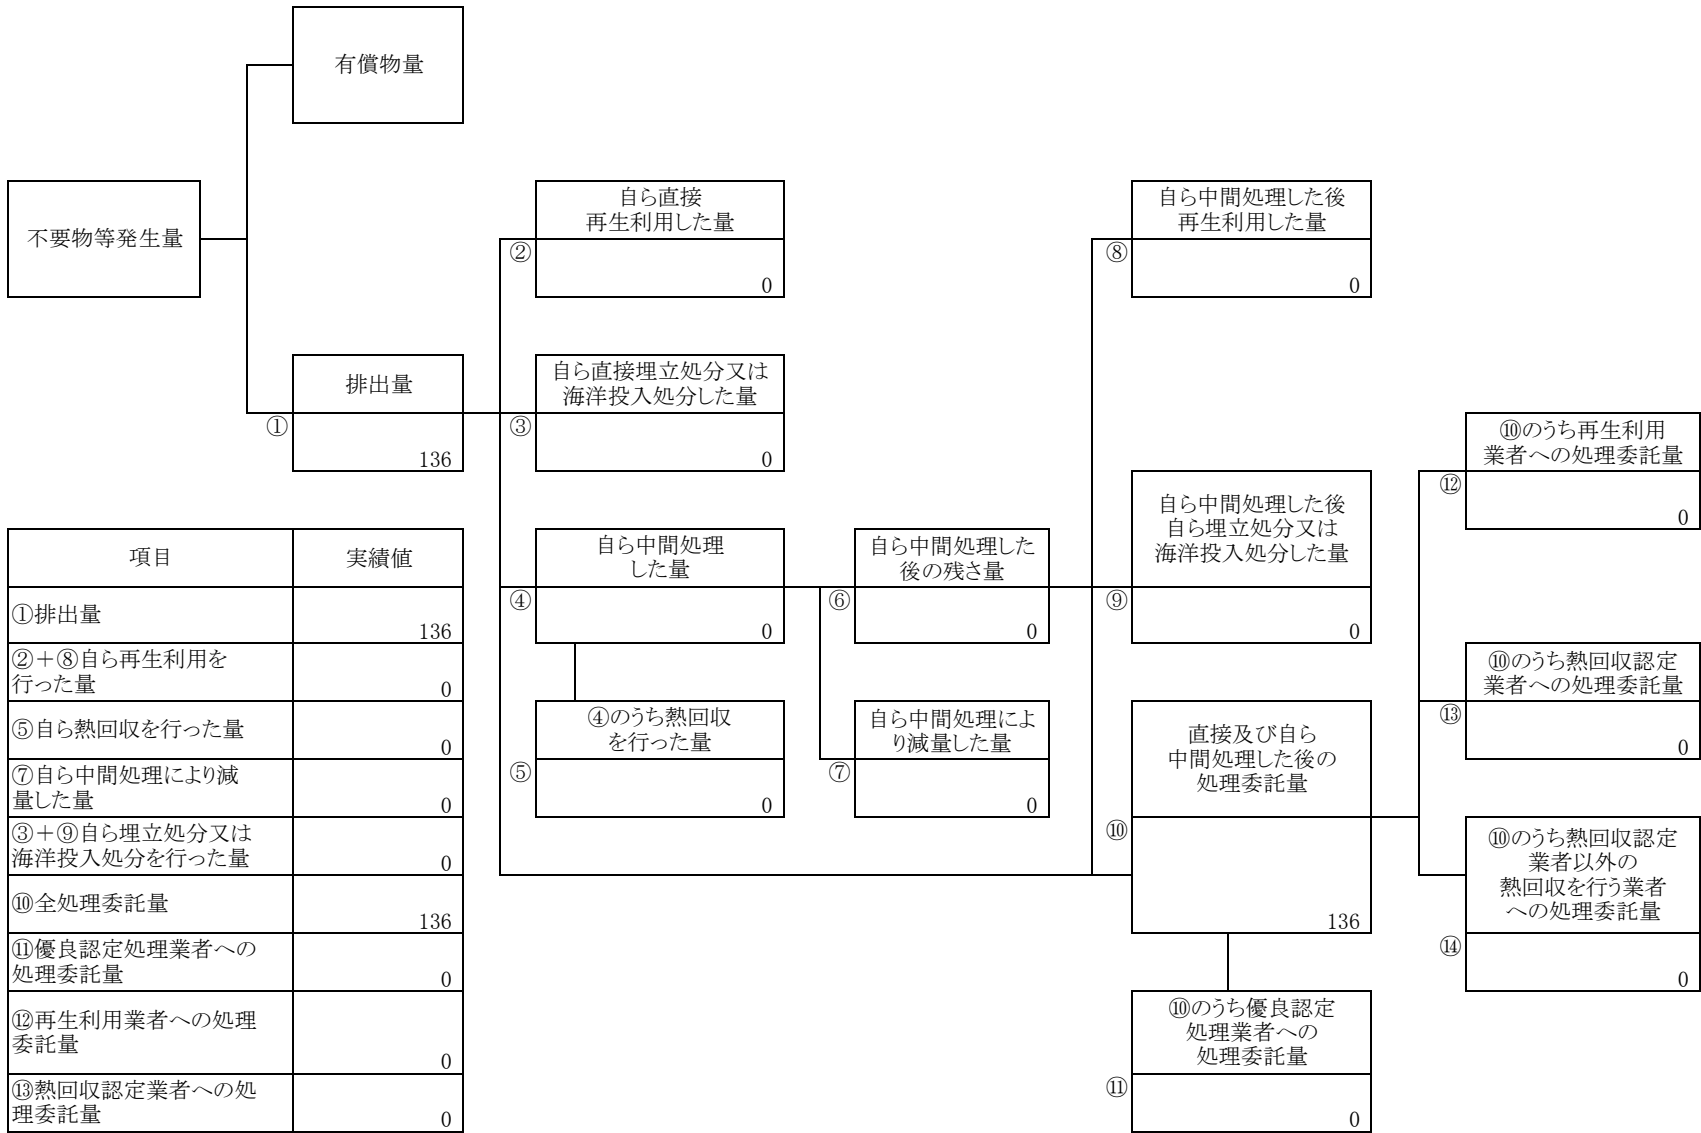 有償物量
不要物等発生量
自ら直接
再生利用した量
②
0
自ら中間処理した後
再生利用した量
⑧
0
排出量
①
136
自ら直接埋立処分又は
海洋投入処分した量
③
0
⑩のうち再生利用
業者への処理委託量
⑫
0
自ら中間処理
した量
④
0
自ら中間処理した
後の残さ量
⑥
0
自ら中間処理した後
自ら埋立処分又は
海洋投入処分した量
⑨
0
⑩のうち熱回収認定
業者への処理委託量
⑬
0
④のうち熱回収
を行った量
⑤
0
自ら中間処理によ
り減量した量
⑦
0
直接及び自ら
中間処理した後の
処理委託量
⑩
136
⑩のうち熱回収認定
業者以外の
熱回収を行う業者
への処理委託量
⑭
0
⑩のうち優良認定
処理業者への
処理委託量
⑪
0
項目 実績値
①排出量
136
②＋⑧自ら再生利用を
行った量
0
⑤自ら熱回収を行った量
0
⑦自ら中間処理により減
量した量
0
③＋⑨自ら埋立処分又は
海洋投入処分を行った量
0
⑩全処理委託量
136
⑪優良認定処理業者への
処理委託量
0
⑫再生利用業者への処理
委託量
0
⑬熱回収認定業者への処
理委託量
0